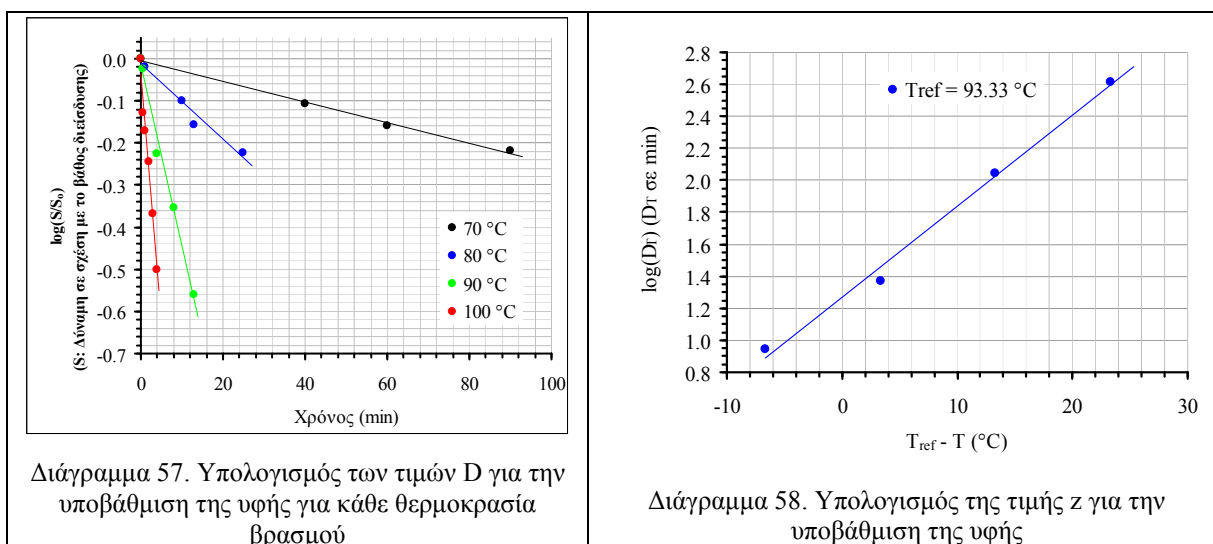 0.0
-0.1
-0.2
-0.3
-0.4
-0.5
-0.6
-0.7
0
20
40
60
80
100
log(S/S₀)
(S: Δύναμη σε σχέση με το βάθος διείσδυσης)
70 °C
80 °C
90 °C
100 °C
Χρόνος (min)
Διάγραμμα 57. Υπολογισμός των τιμών D για την
υποβάθμιση της υφής για κάθε θερμοκρασία
βρασμού
2.8
2.6
2.4
2.2
2.0
1.8
1.6
1.4
1.2
1.0
0.8
-10
0
10
20
30
log(D_T) (D_T σε min)
Tref = 93.33 °C
T_ref - T (°C)
Διάγραμμα 58. Υπολογισμός της τιμής z για την
υποβάθμιση της υφής